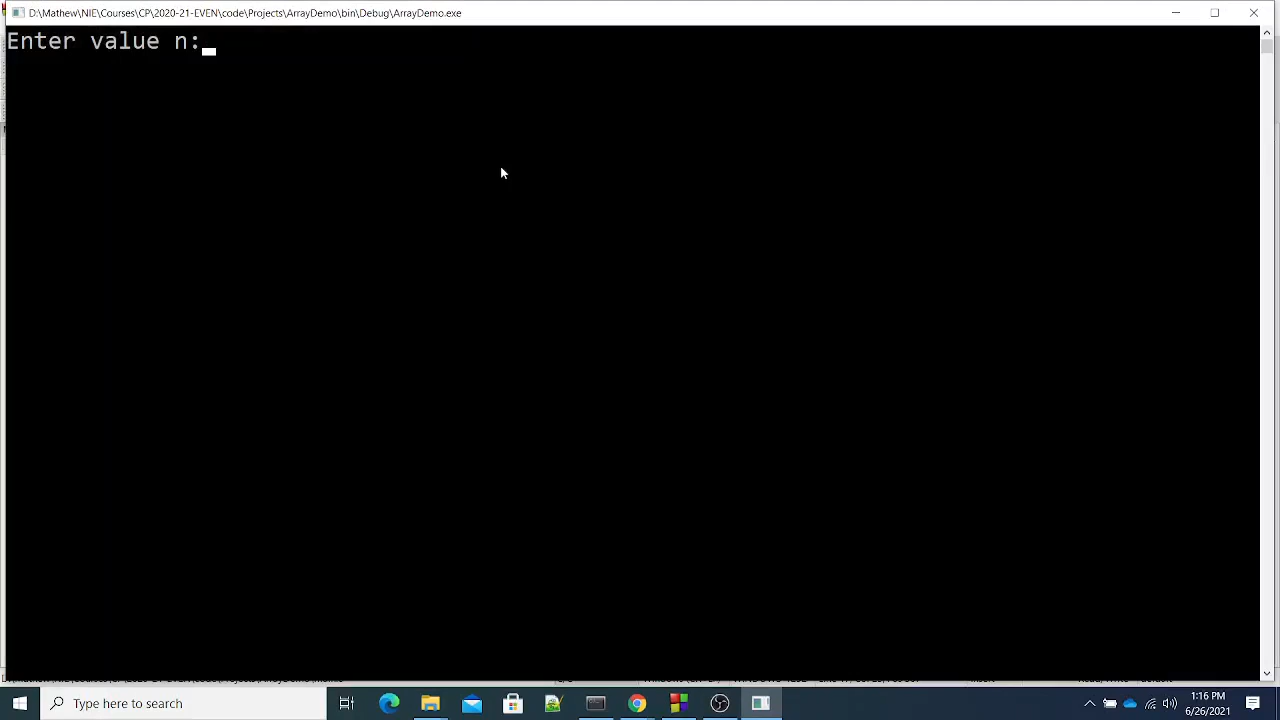 D:\Mathew\NIE\Courses\CP\2020-21-EVEN\code\Projects\ArrayDemo\bin\Debug\ArrayDemo.exe
Enter value n:
Type here to search
1:16 PM
6/26/2021